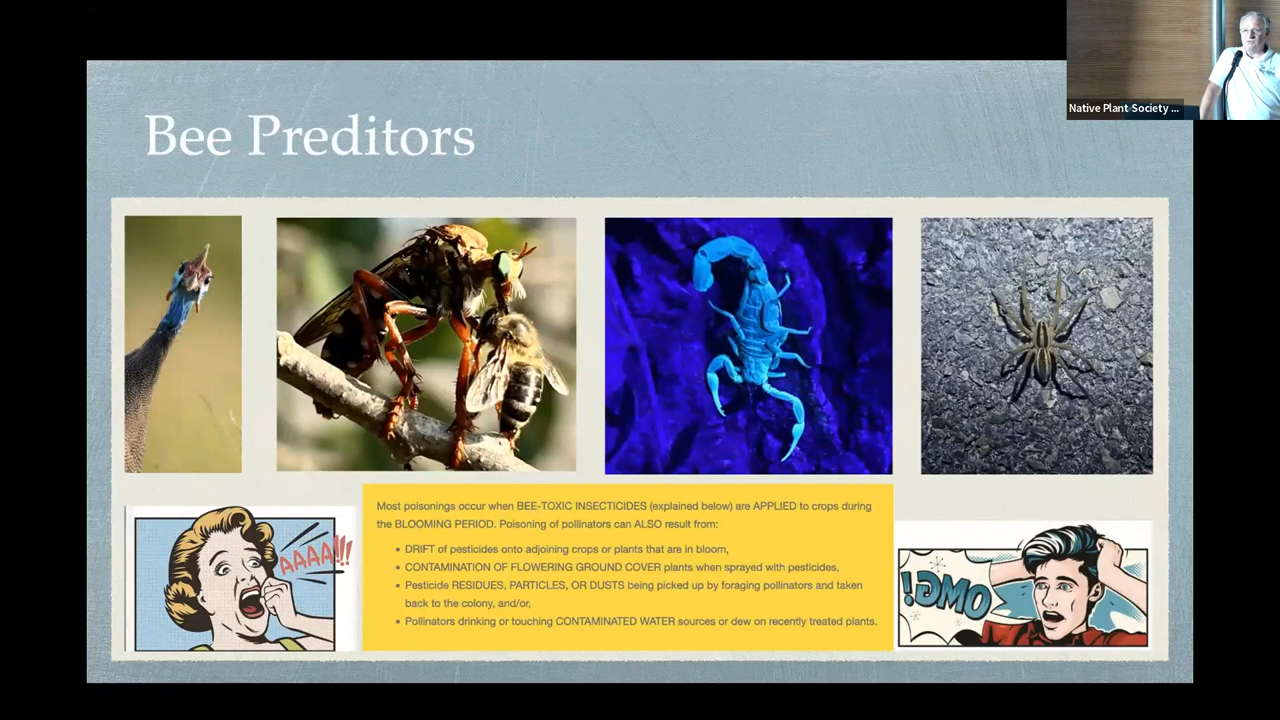 Native Plant Society ...
Bee Preditors
AAAA!!!
Most poisonings occur when BEE-TOXIC INSECTICIDES (explained below) are APPLIED to crops during
the BLOOMING PERIOD. Poisoning of pollinators can ALSO result from:
• DRIFT of pesticides onto adjoining crops or plants that are in bloom,
• CONTAMINATION OF FLOWERING GROUND COVER plants when sprayed with pesticides,
• Pesticide RESIDUES, PARTICLES, OR DUSTS being picked up by foraging pollinators and taken
back to the colony, and/or,
• Pollinators drinking or touching CONTAMINATED WATER sources or dew on recently treated plants.
OMG!